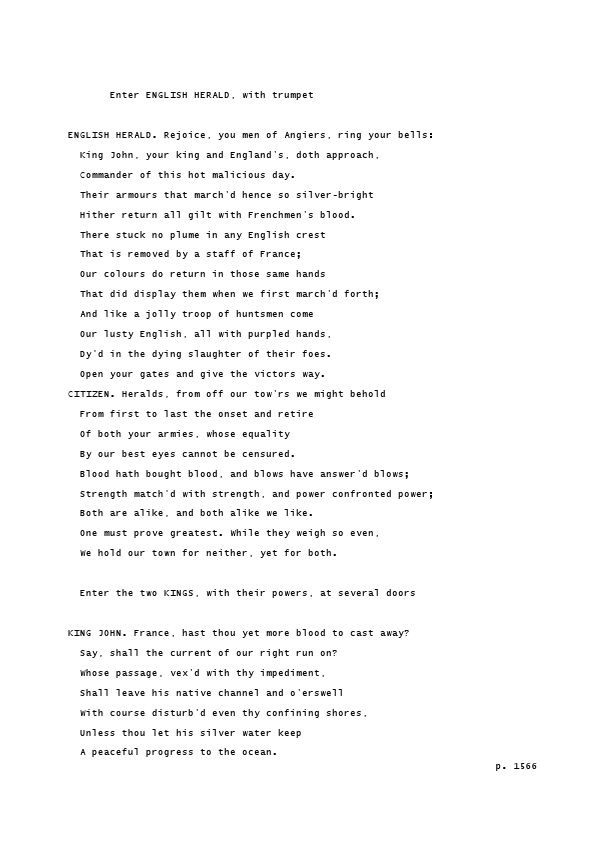 Enter ENGLISH HERALD, with trumpet
ENGLISH HERALD. Rejoice, you men of Angiers, ring your bells:
King John, your king and England's, doth approach,
Commander of this hot malicious day.
Their armours that march'd hence so silver-bright
Hither return all gilt with Frenchmen's blood.
There stuck no plume in any English crest
That is removed by a staff of France;
Our colours do return in those same hands
That did display them when we first march'd forth;
And like a jolly troop of huntsmen come
Our lusty English, all with purpled hands,
Dy'd in the dying slaughter of their foes.
Open your gates and give the victors way.
CITIZEN. Heralds, from off our tow'rs we might behold
From first to last the onset and retire
Of both your armies, whose equality
By our best eyes cannot be censured.
Blood hath bought blood, and blows have answer'd blows;
Strength match'd with strength, and power confronted power;
Both are alike, and both alike we like.
One must prove greatest. While they weigh so even,
We hold our town for neither, yet for both.
Enter the two KINGS, with their powers, at several doors
KING JOHN. France, hast thou yet more blood to cast away?
Say, shall the current of our right run on?
Whose passage, vex'd with thy impediment,
Shall leave his native channel and o'erswell
With course disturb'd even thy confining shores,
Unless thou let his silver water keep
A peaceful progress to the ocean.
p. 1566